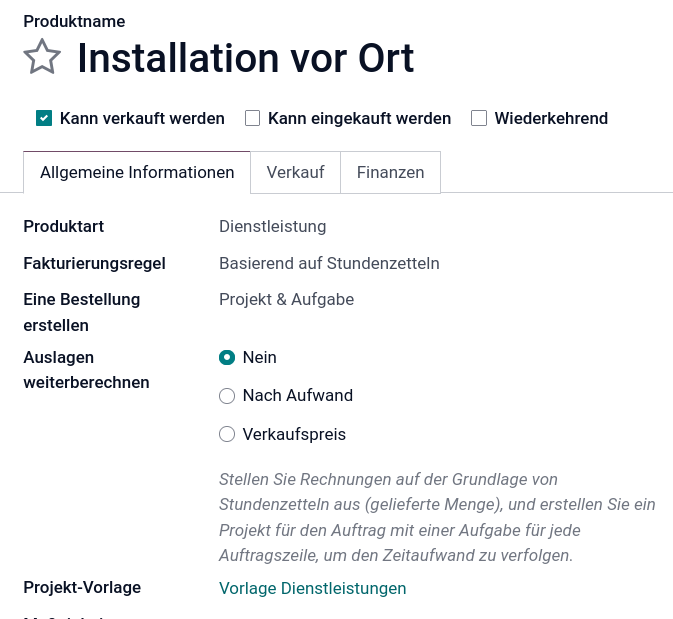 Produktname
Installation vor Ort
Kann verkauft werden Kann eingekauft werden Wiederkehrend
Allgemeine Informationen Verkauf Finanzen
Produktart Dienstleistung
Fakturierungsregel Basierend auf Stundenzetteln
Eine Bestellung Projekt & Aufgabe
erstellen
Auslagen Nein
weiterberechnen
Nach Aufwand
Verkaufspreis
Stellen Sie Rechnungen auf der Grundlage von
Stundenzetteln aus (gelieferte Menge), und erstellen Sie ein
Projekt für den Auftrag mit einer Aufgabe für jede
Auftragszeile, um den Zeitaufwand zu verfolgen.
Projekt-Vorlage Vorlage Dienstleistungen